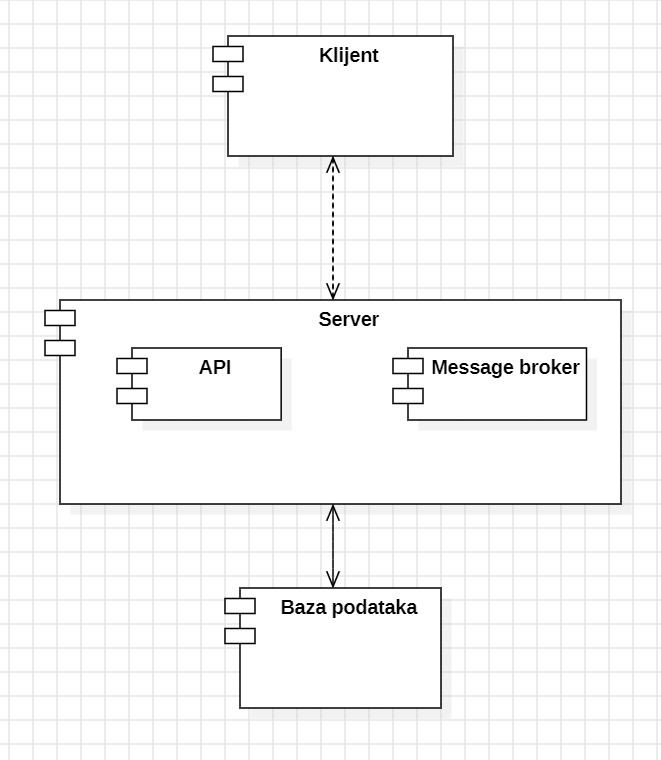 Klijent
Server
API
Message broker
Baza podataka